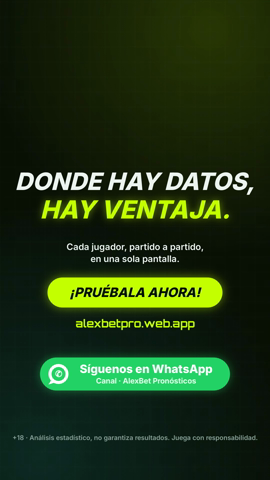 DONDE HAY DATOS,
HAY VENTAJA.
Cada jugador, partido a partido,
en una sola pantalla.
¡PRUÉBALA AHORA!
alexbetpro.web.app
Síguenos en WhatsApp
Canal · AlexBet Pronósticos
+18 · Análisis estadístico, no garantiza resultados. Juega con responsabilidad.